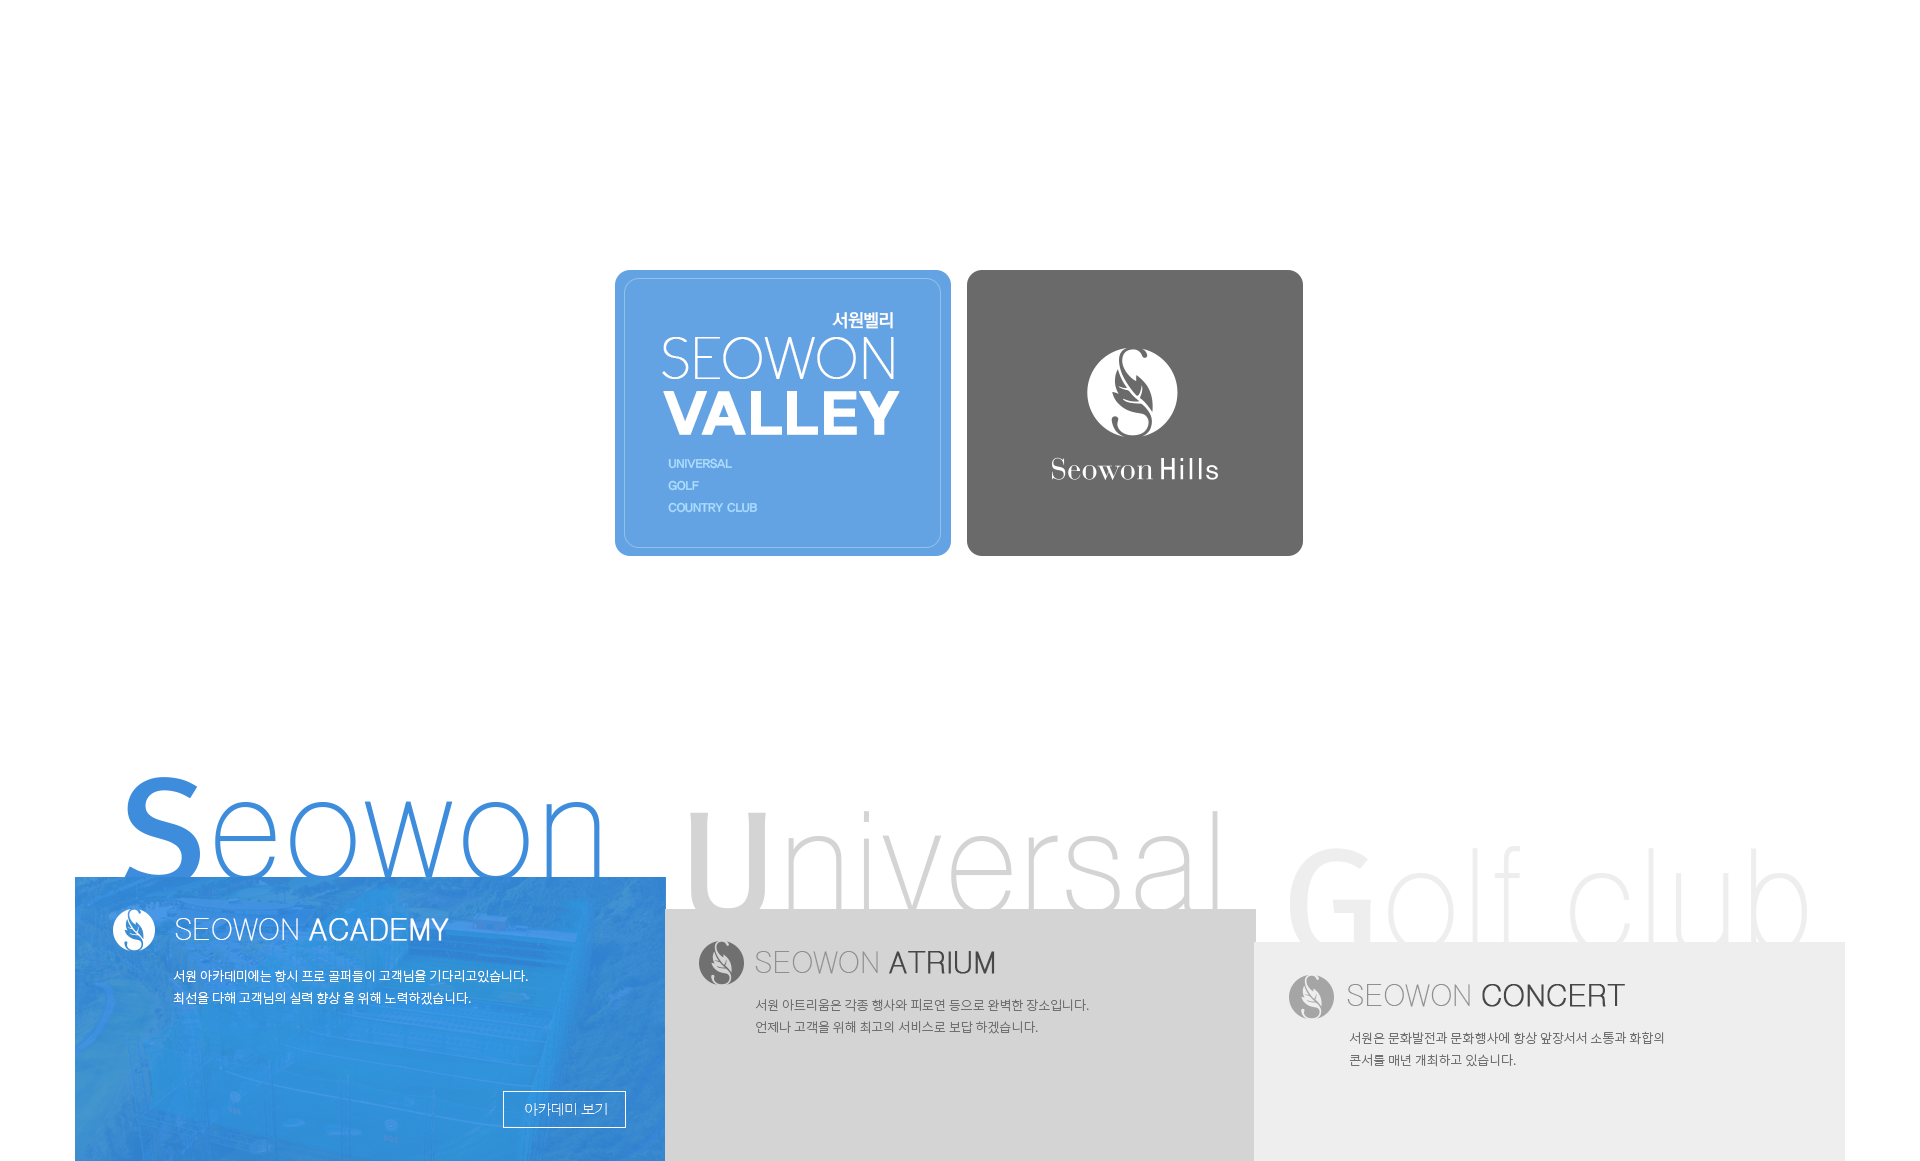 서원벨리
SEOWON
VALLEY
UNIVERSAL
GOLF
COUNTRY CLUB
Seowon Hills
Seowon
Universal
Golf club
SEOWON ACADEMY
서원 아카데미에는 항시 프로 골퍼들이 고객님을 기다리고있습니다.
최선을 다해 고객님의 실력 향상 을 위해 노력하겠습니다.
아카데미 보기
SEOWON ATRIUM
서원 아트리움은 각종 행사와 피로연 등으로 완벽한 장소입니다.
언제나 고객을 위해 최고의 서비스로 보답 하겠습니다.
SEOWON CONCERT
서원은 문화발전과 문화행사에 항상 앞장서서 소통과 화합의
콘서를 매년 개최하고 있습니다.